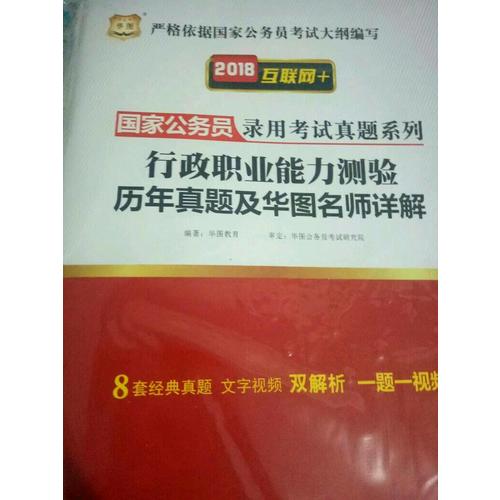 华图
严格依据国家公务员考试大纲编写
2018 互联网+
国家公务员 录用考试真题系列
行政职业能力测验
历年真题及华图名师详解
编著：华图教育 审定：华图公务员考试研究院
8套经典真题 文字视频 双解析 一题一视频